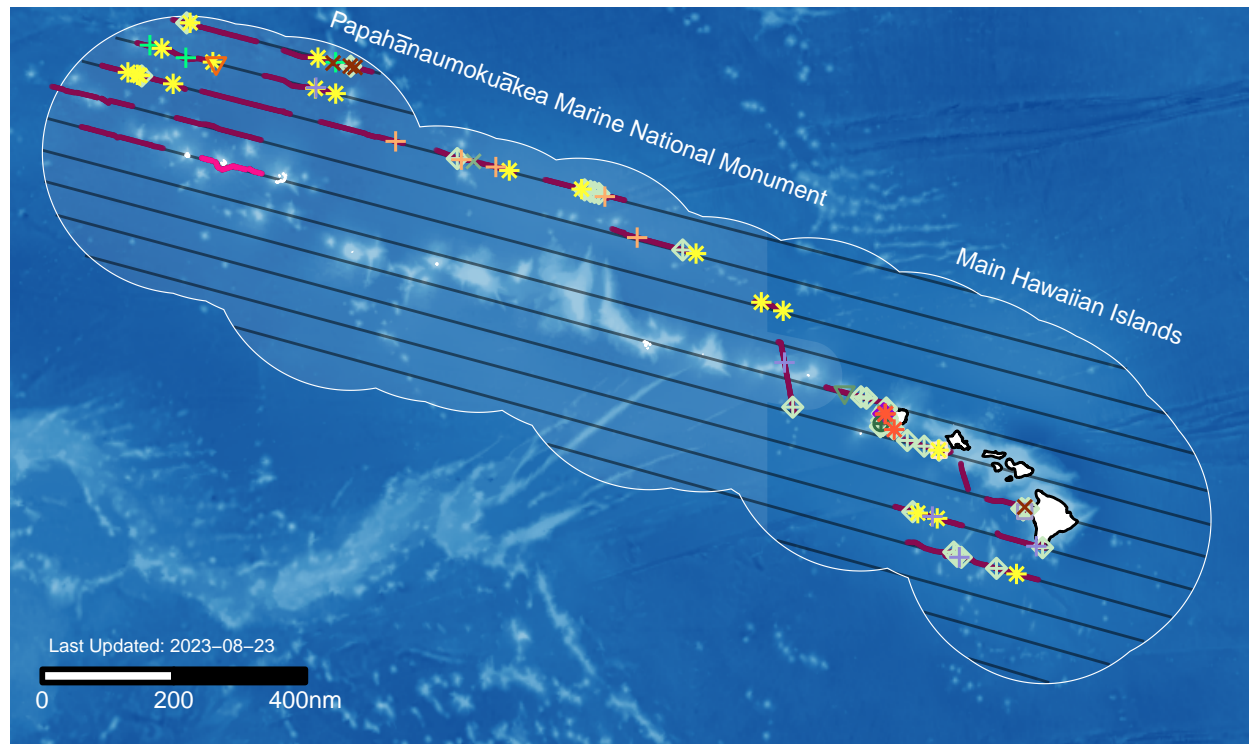 Papahānaumokuākea Marine National Monument
Main Hawaiian Islands
Last Updated: 2023−08−23
0 200 400nm